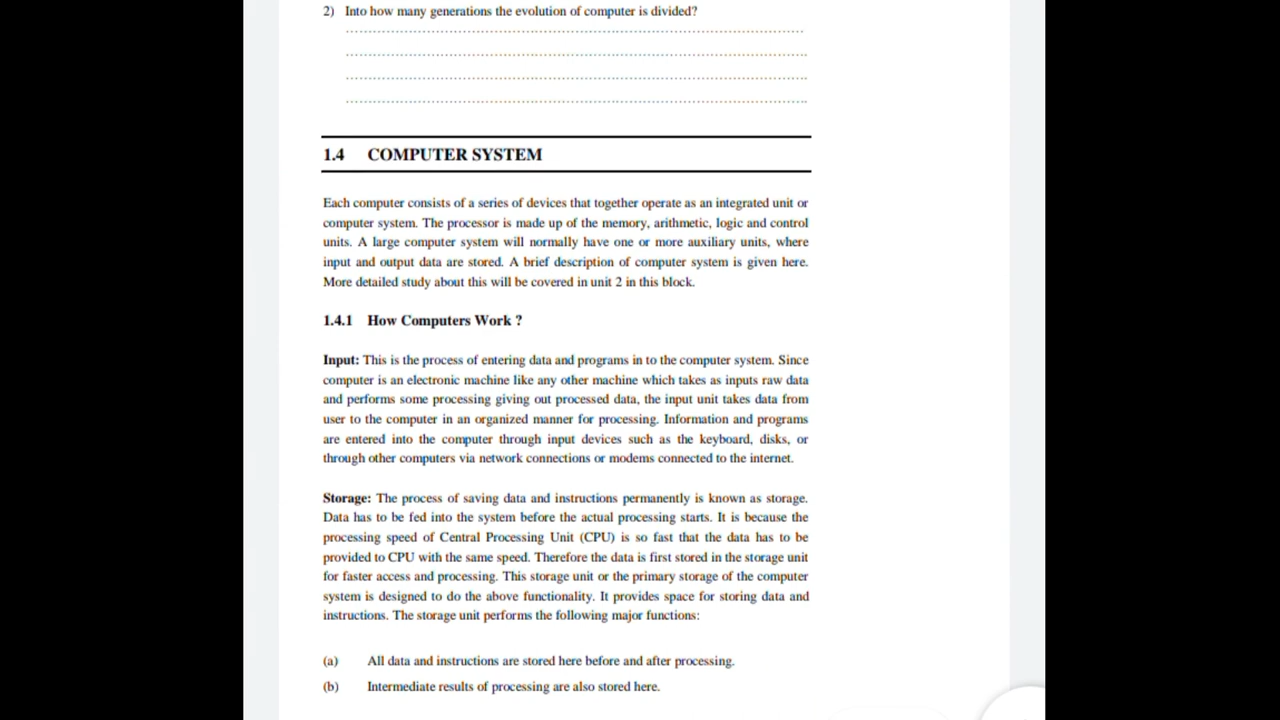 2) Into how many generations the evolution of computer is divided?
1.4 COMPUTER SYSTEM
Each computer consists of a series of devices that together operate as an integrated unit or
computer system. The processor is made up of the memory, arithmetic, logic and control
units. A large computer system will normally have one or more auxiliary units, where
input and output data are stored. A brief description of computer system is given here.
More detailed study about this will be covered in unit 2 in this block.
1.4.1 How Computers Work ?
Input: This is the process of entering data and programs in to the computer system. Since
computer is an electronic machine like any other machine which takes as inputs raw data
and performs some processing giving out processed data, the input unit takes data from
user to the computer in an organized manner for processing. Information and programs
are entered into the computer through input devices such as the keyboard, disks, or
through other computers via network connections or modems connected to the internet.
Storage: The process of saving data and instructions permanently is known as storage.
Data has to be fed into the system before the actual processing starts. It is because the
processing speed of Central Processing Unit (CPU) is so fast that the data has to be
provided to CPU with the same speed. Therefore the data is first stored in the storage unit
for faster access and processing. This storage unit or the primary storage of the computer
system is designed to do the above functionality. It provides space for storing data and
instructions. The storage unit performs the following major functions:
(a) All data and instructions are stored here before and after processing.
(b) Intermediate results of processing are also stored here.